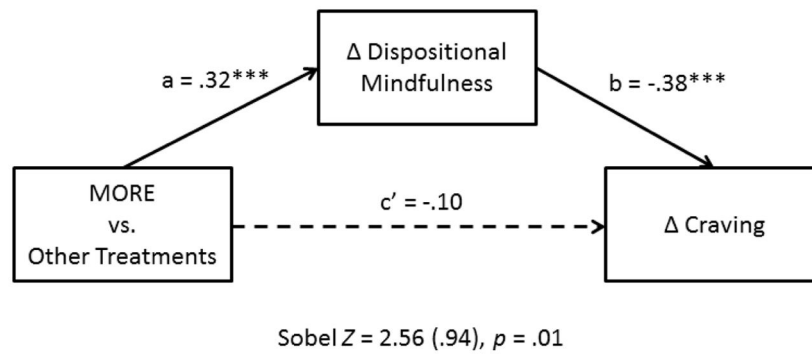 Δ Dispositional
Mindfulness
a = .32***
b = -.38***
MORE
vs.
Other Treatments
c’ = -.10
Δ Craving
Sobel Z = 2.56 (.94), p = .01